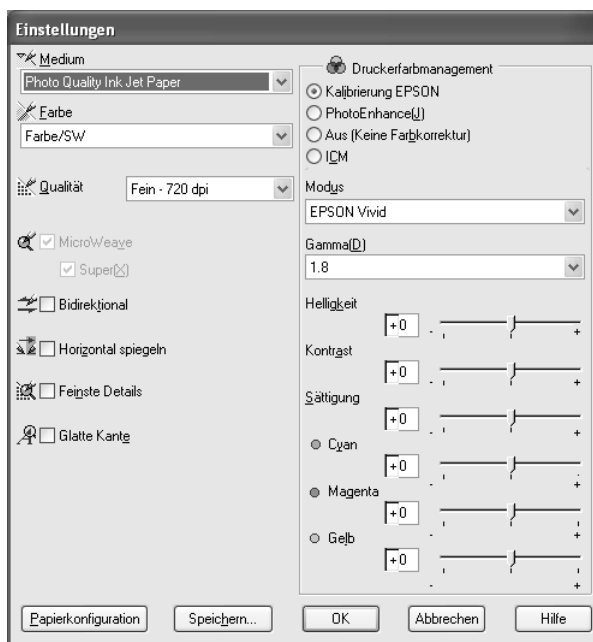 Einstellungen
Medium
Photo Quality Ink Jet Paper
Farbe
Farbe/SW
Qualität
Fein - 720 dpi
MicroWeave
Super(X)
Bidirektional
Horizontal spiegeln
Feinste Details
Glatte Kante
Druckerfarbmanagement
Kalibrierung EPSON
PhotoEnhance(J)
Aus (Keine Farbkorrektur)
ICM
Modus
EPSON Vivid
Gamma(D)
1.8
Helligkeit
+0
- +
Kontrast
+0
- +
Sättigung
+0
- +
Cyan
+0
- +
Magenta
+0
- +
Gelb
+0
- +
Papierkonfiguration
Speichern...
OK
Abbrechen
Hilfe